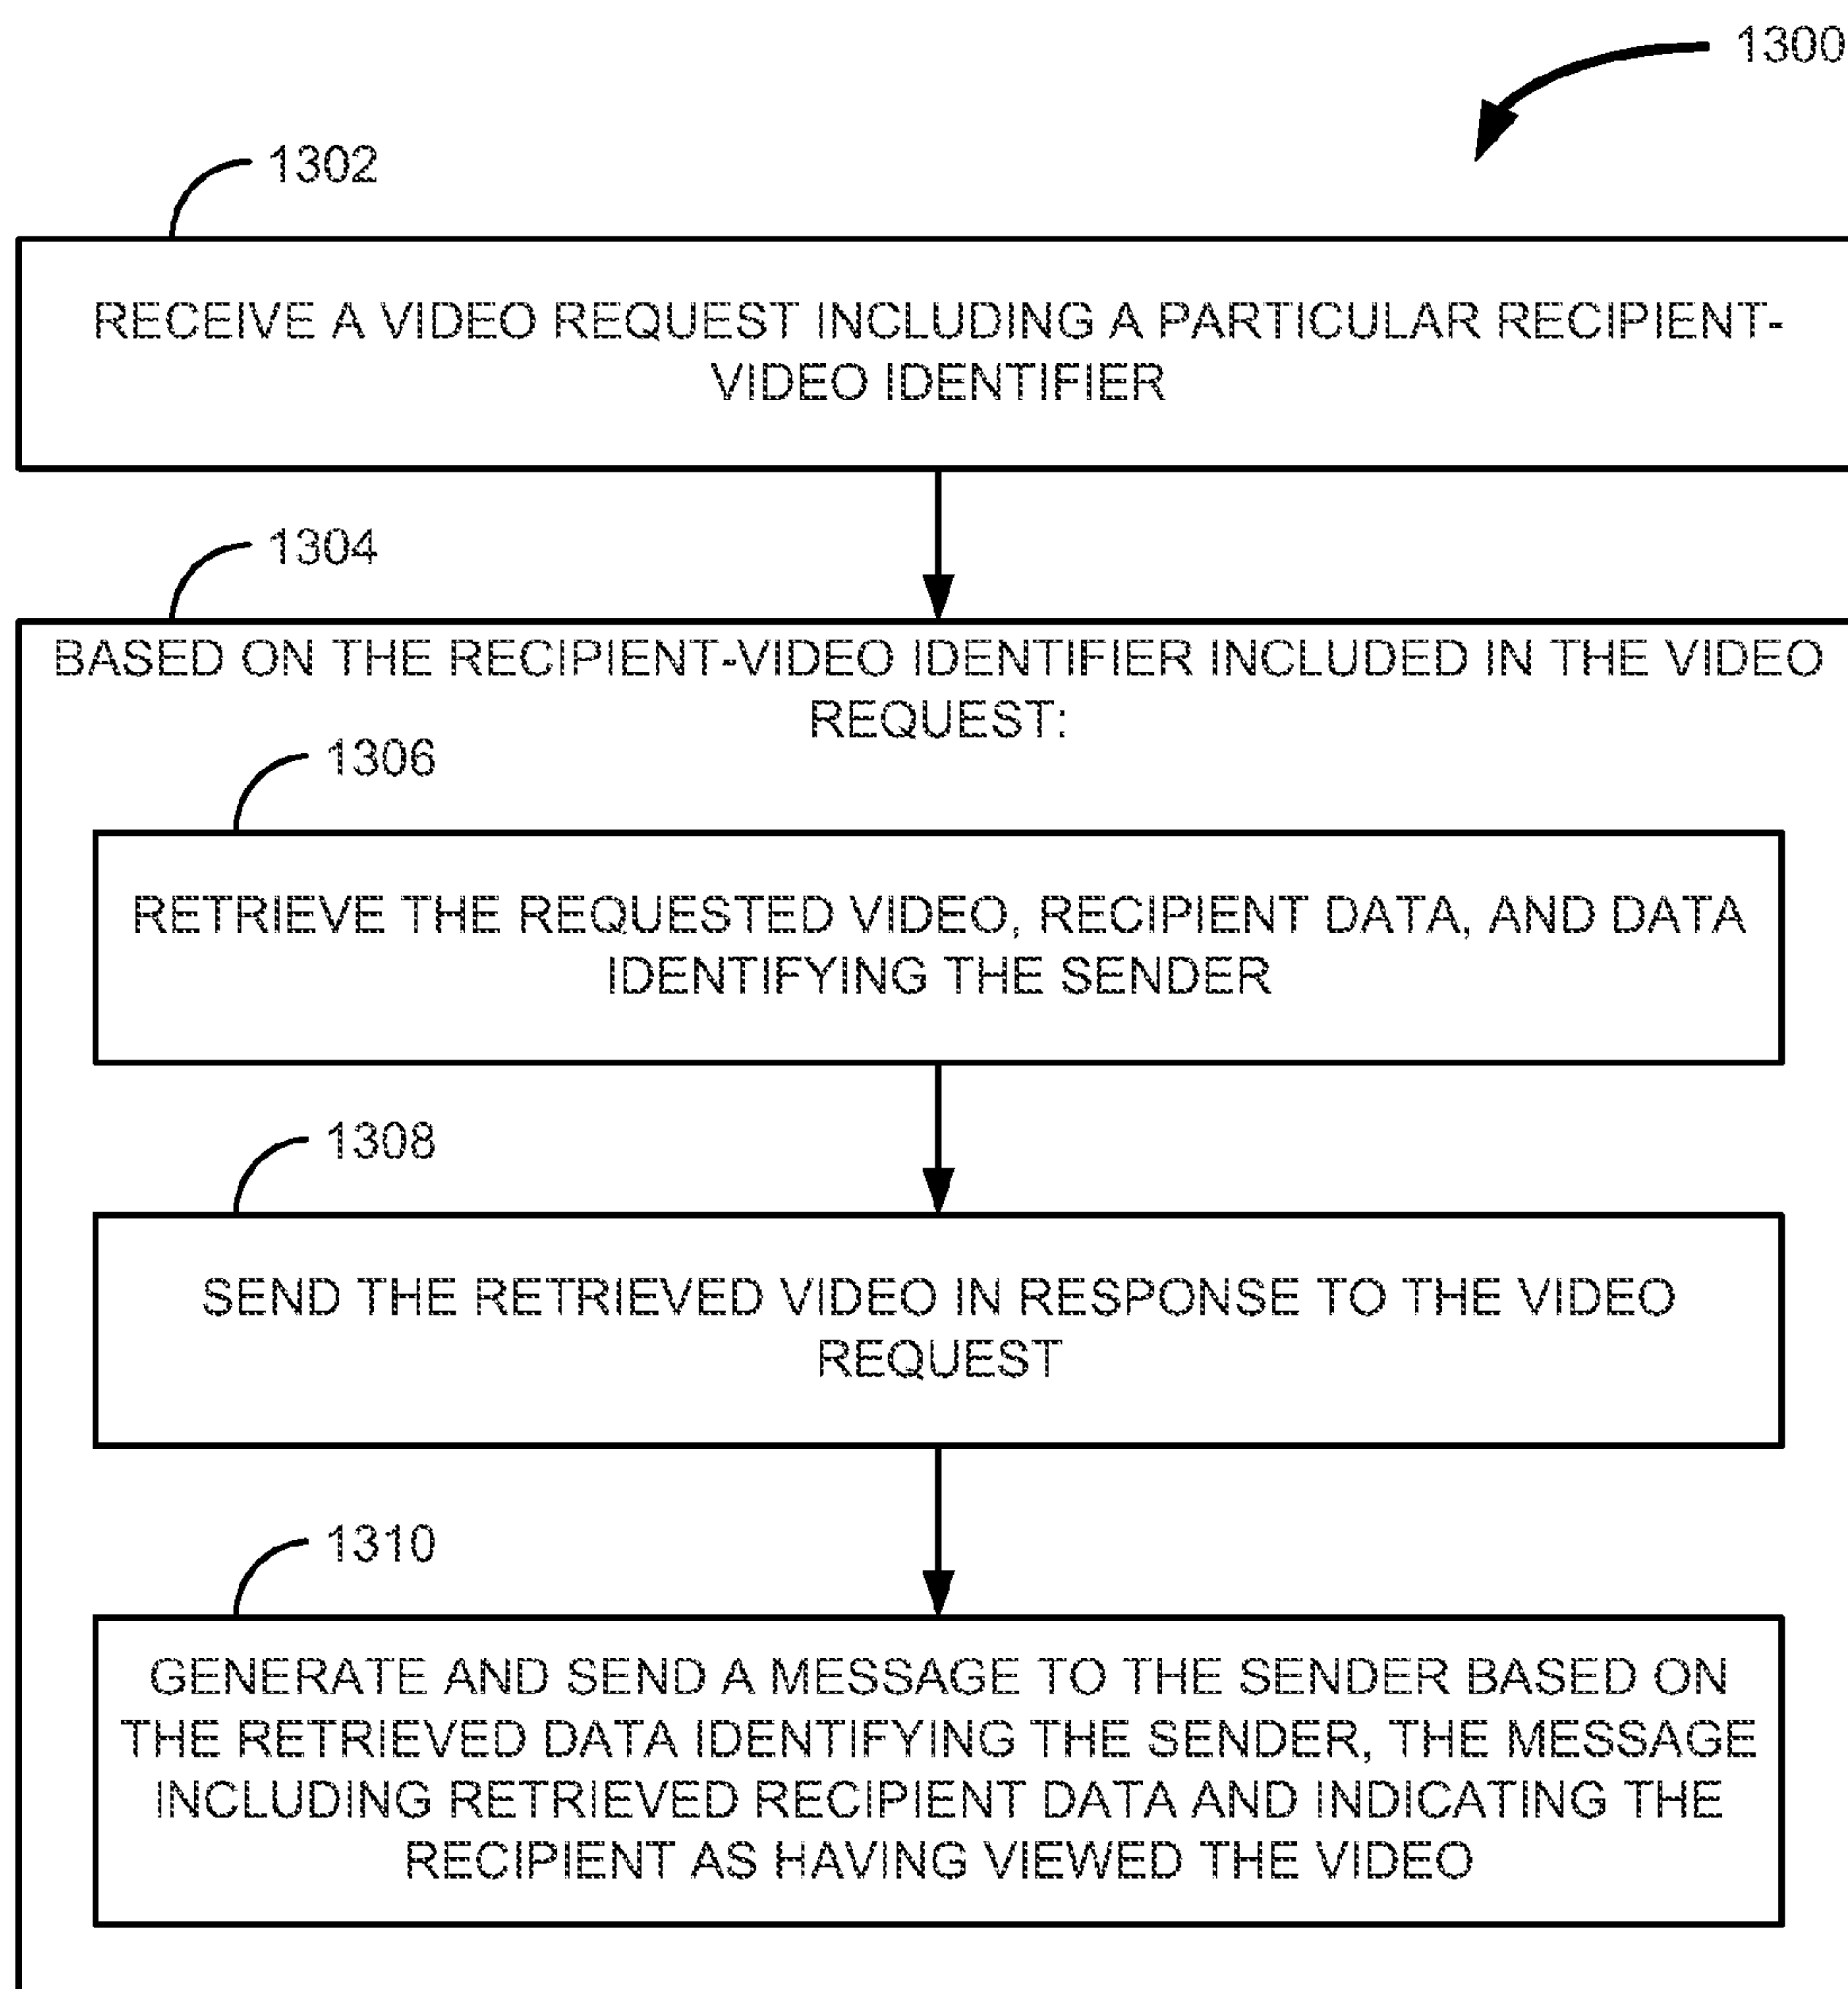 1300
1302
RECEIVE A VIDEO REQUEST INCLUDING A PARTICULAR RECIPIENT-
VIDEO IDENTIFIER
1304
BASED ON THE RECIPIENT-VIDEO IDENTIFIER INCLUDED IN THE VIDEO
REQUEST:
1306
RETRIEVE THE REQUESTED VIDEO, RECIPIENT DATA, AND DATA
IDENTIFYING THE SENDER
1308
SEND THE RETRIEVED VIDEO IN RESPONSE TO THE VIDEO
REQUEST
1310
GENERATE AND SEND A MESSAGE TO THE SENDER BASED ON
THE RETRIEVED DATA IDENTIFYING THE SENDER, THE MESSAGE
INCLUDING RETRIEVED RECIPIENT DATA AND INDICATING THE
RECIPIENT AS HAVING VIEWED THE VIDEO